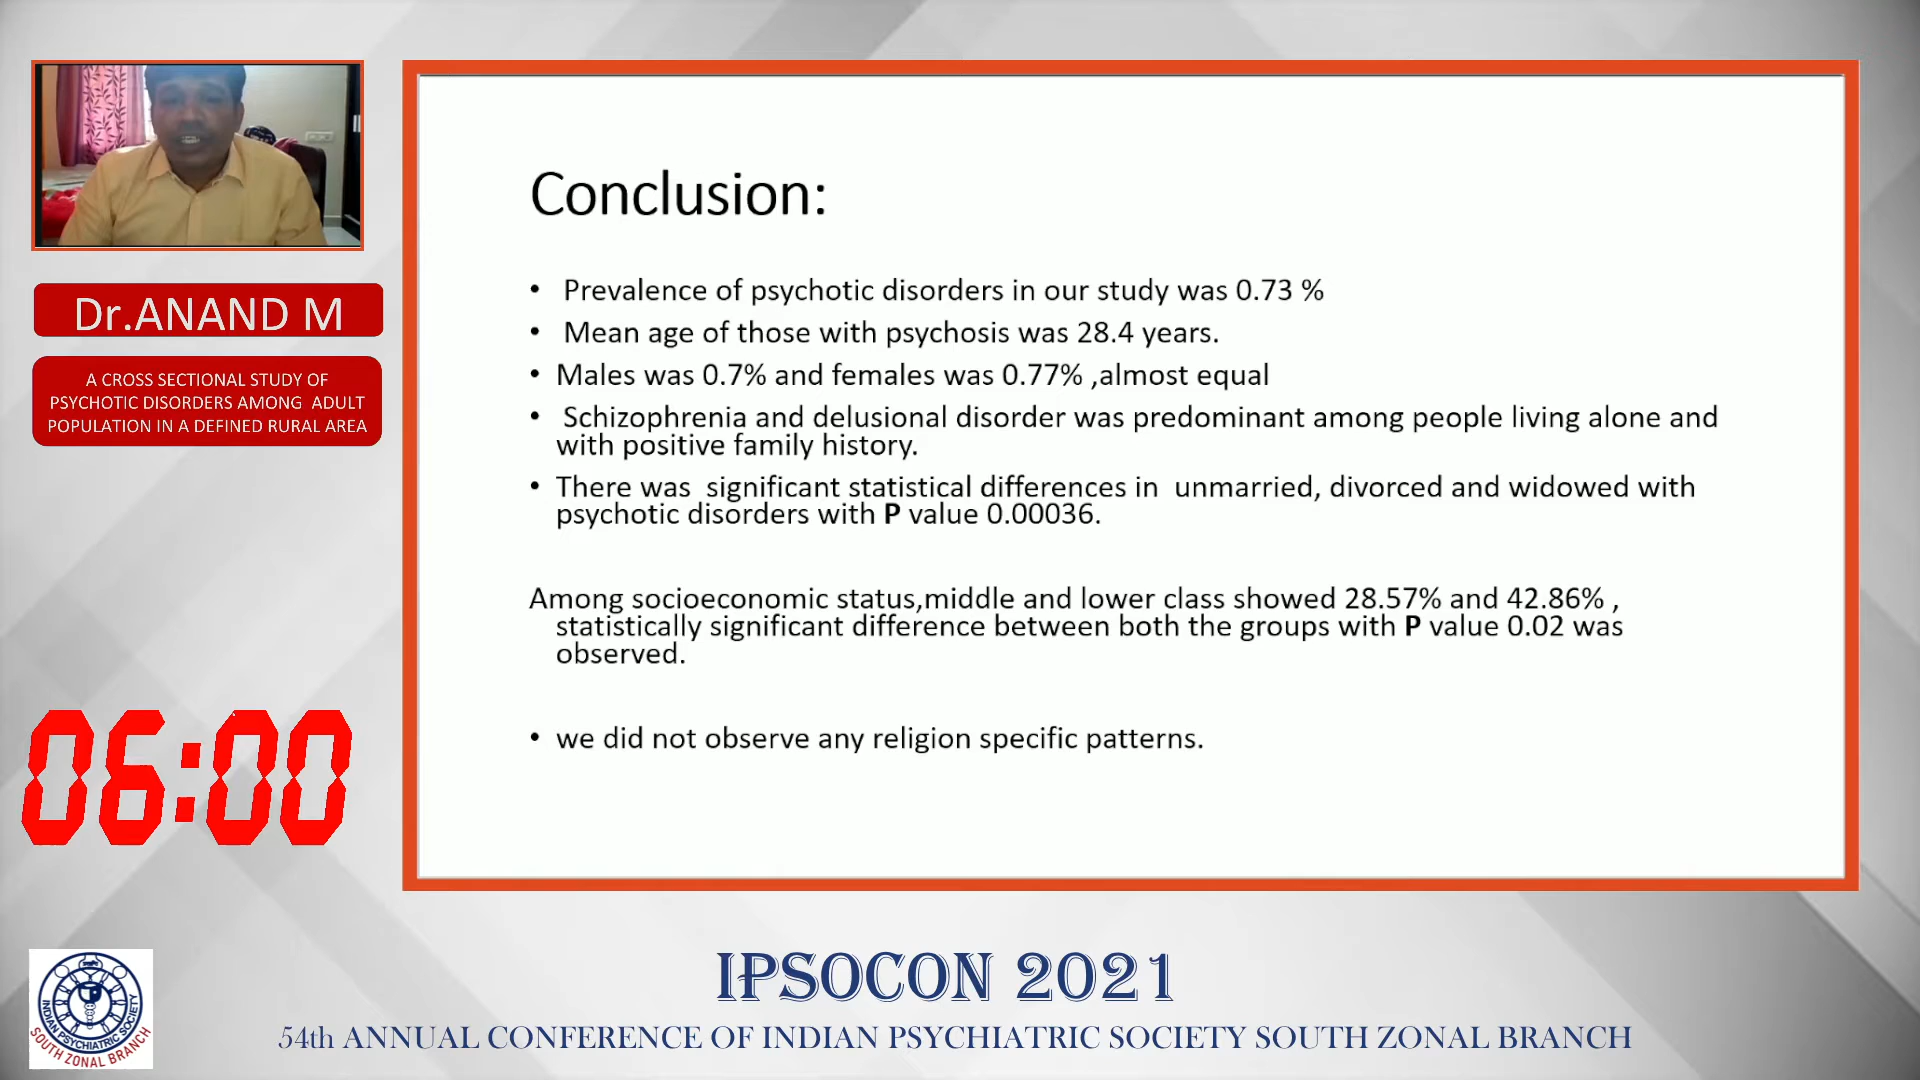 Dr.ANAND M
A CROSS SECTIONAL STUDY OF
PSYCHOTIC DISORDERS AMONG ADULT
POPULATION IN A DEFINED RURAL AREA
06:00
Conclusion:
• Prevalence of psychotic disorders in our study was 0.73 %
• Mean age of those with psychosis was 28.4 years.
• Males was 0.7% and females was 0.77% ,almost equal
• Schizophrenia and delusional disorder was predominant among people living alone and
with positive family history.
• There was significant statistical differences in unmarried, divorced and widowed with
psychotic disorders with P value 0.00036.
Among socioeconomic status,middle and lower class showed 28.57% and 42.86% ,
statistically significant difference between both the groups with P value 0.02 was
observed.
• we did not observe any religion specific patterns.
INDIAN PSYCHIATRIC SOCIETY
SOUTH ZONAL BRANCH
IPSOCON 2021
54th ANNUAL CONFERENCE OF INDIAN PSYCHIATRIC SOCIETY SOUTH ZONAL BRANCH